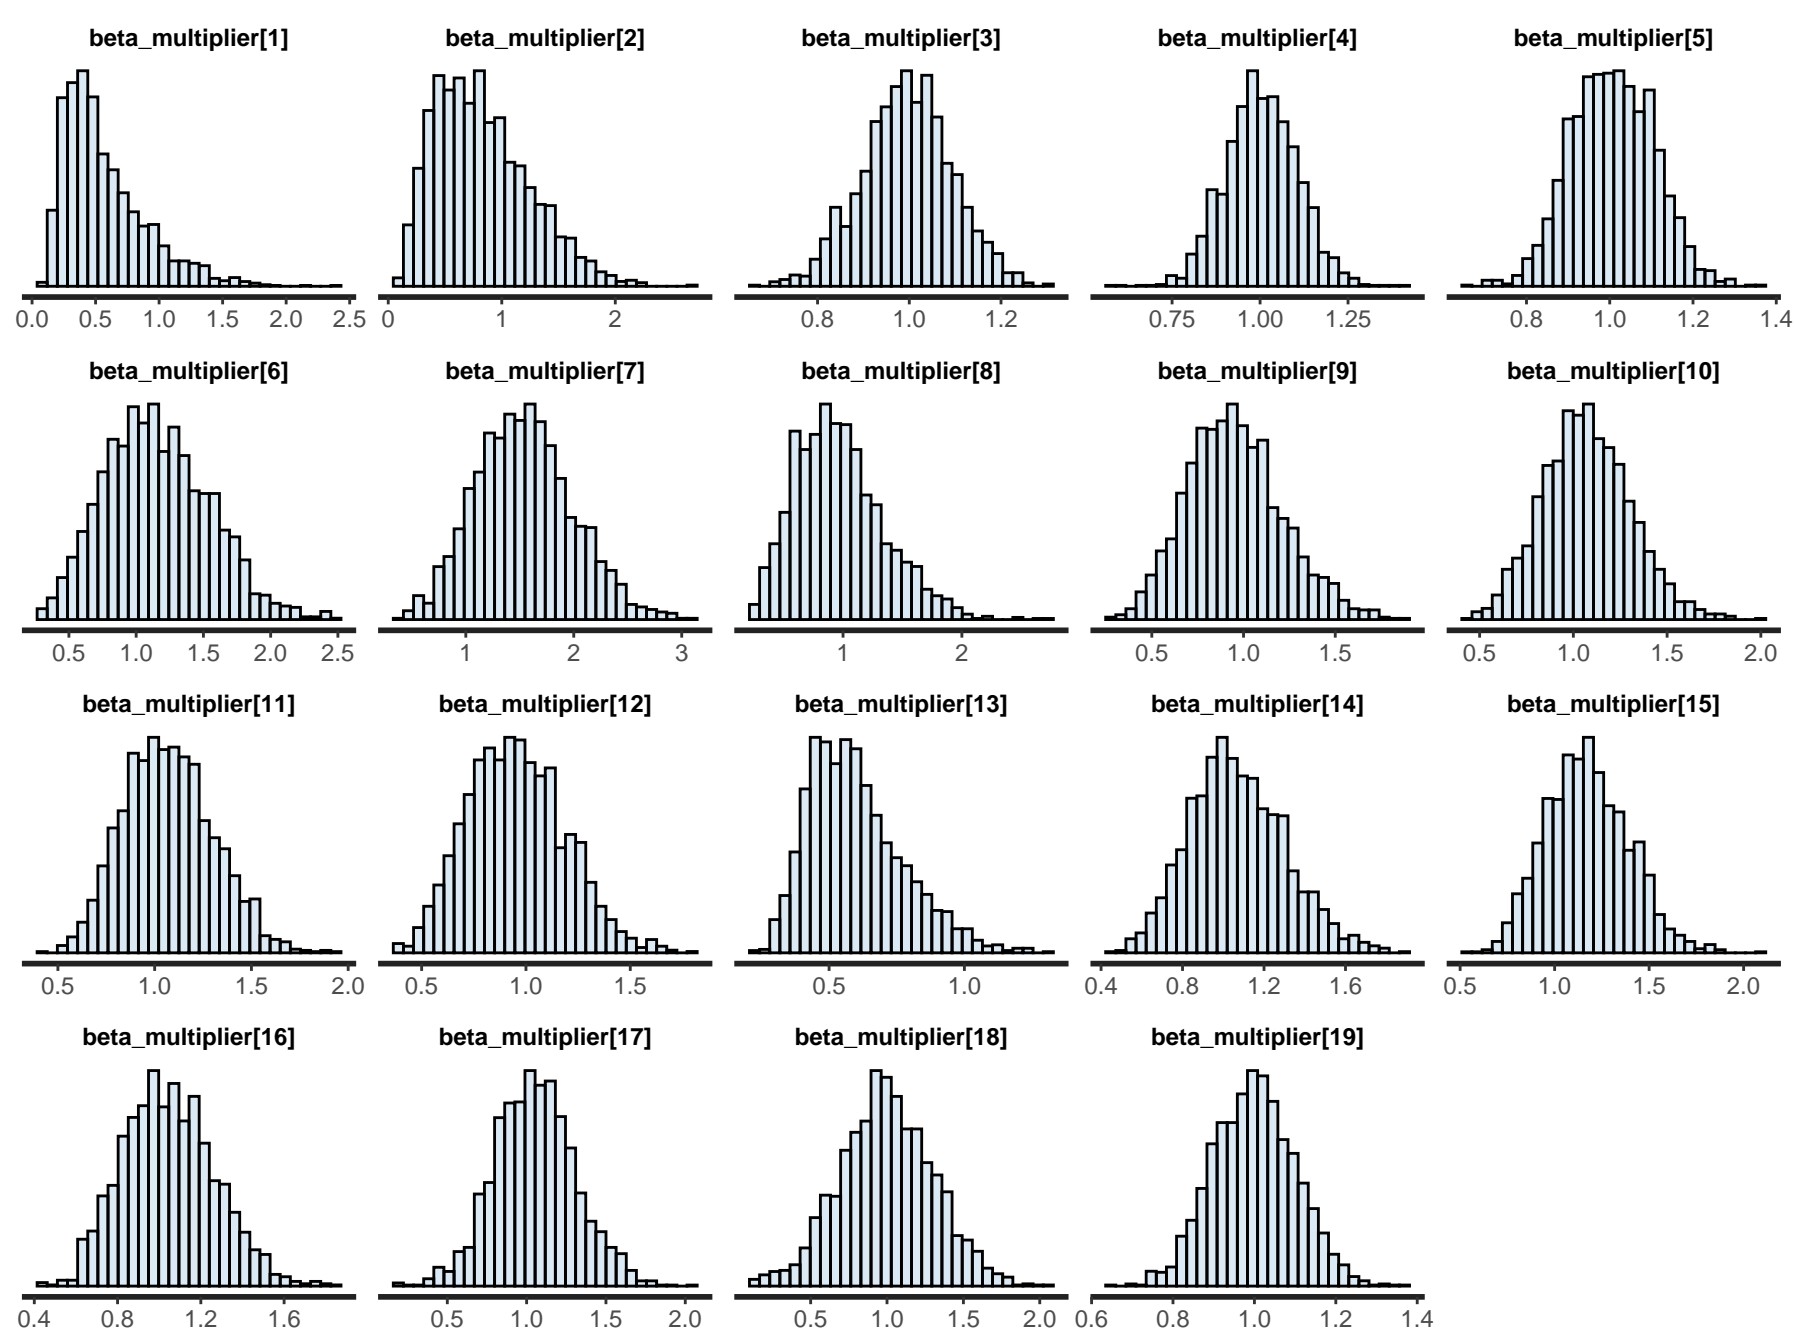 beta_multiplier[1] beta_multiplier[2] beta_multiplier[3] beta_multiplier[4] beta_multiplier[5]
0.0 0.5 1.0 1.5 2.0 2.5 0 1 2 0.8 1.0 1.2 0.75 1.00 1.25 0.8 1.0 1.2 1.4
beta_multiplier[6] beta_multiplier[7] beta_multiplier[8] beta_multiplier[9] beta_multiplier[10]
0.5 1.0 1.5 2.0 2.5 1 2 3 1 2 0.5 1.0 1.5 0.5 1.0 1.5 2.0
beta_multiplier[11] beta_multiplier[12] beta_multiplier[13] beta_multiplier[14] beta_multiplier[15]
0.5 1.0 1.5 2.0 0.5 1.0 1.5 0.5 1.0 0.4 0.8 1.2 1.6 0.5 1.0 1.5 2.0
beta_multiplier[16] beta_multiplier[17] beta_multiplier[18] beta_multiplier[19]
0.4 0.8 1.2 1.6 0.5 1.0 1.5 2.0 0.5 1.0 1.5 2.0 0.6 0.8 1.0 1.2 1.4